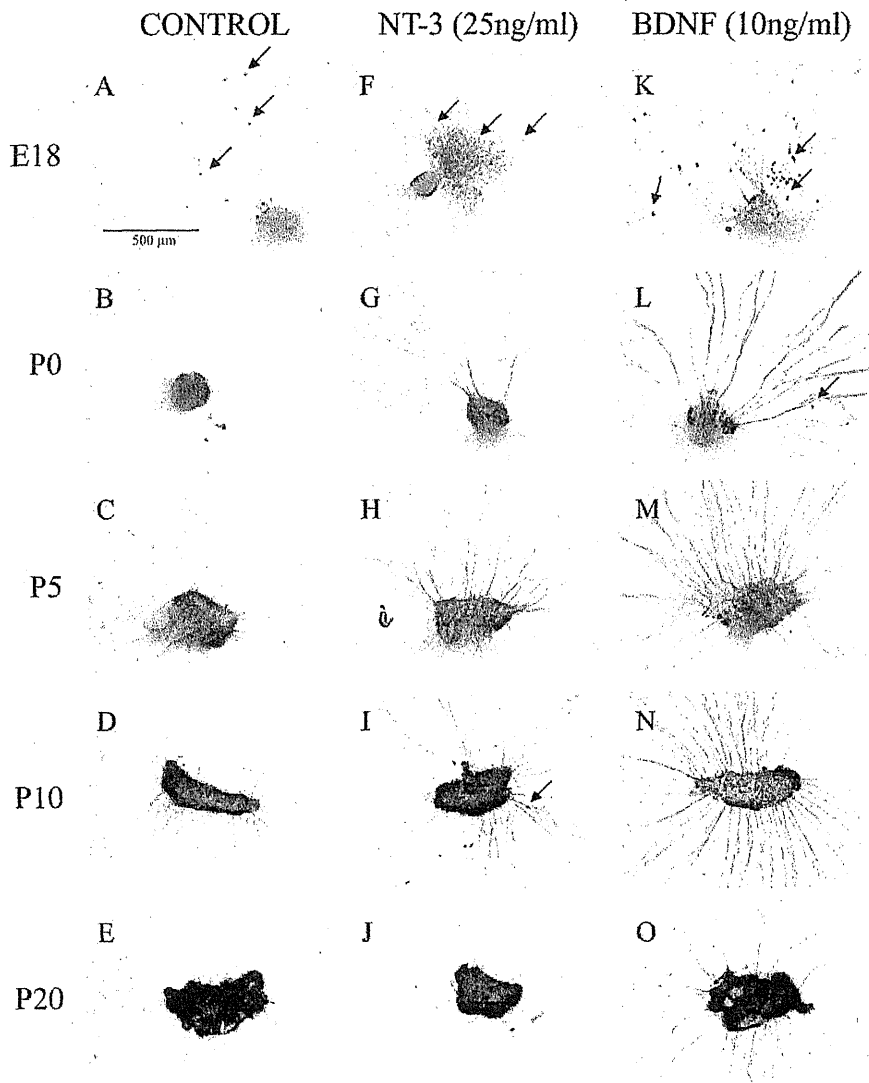 CONTROL NT-3 (25ng/ml) BDNF (10ng/ml)
A F K
E18
500 µm
B G L
P0
C H M
P5
D I N
P10
E J O
P20